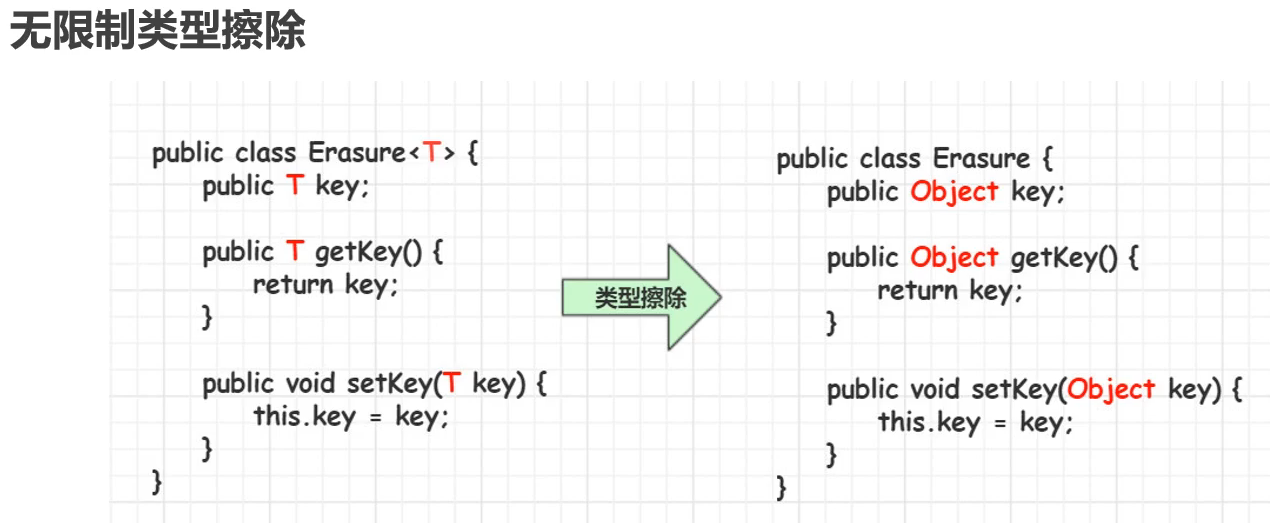 无限制类型擦除
public class Erasure<T> {
public T key;
public T getKey() {
return key;
}
public void setKey(T key) {
this.key = key;
}
}
类型擦除
public class Erasure {
public Object key;
public Object getKey() {
return key;
}
public void setKey(Object key) {
this.key = key;
}
}